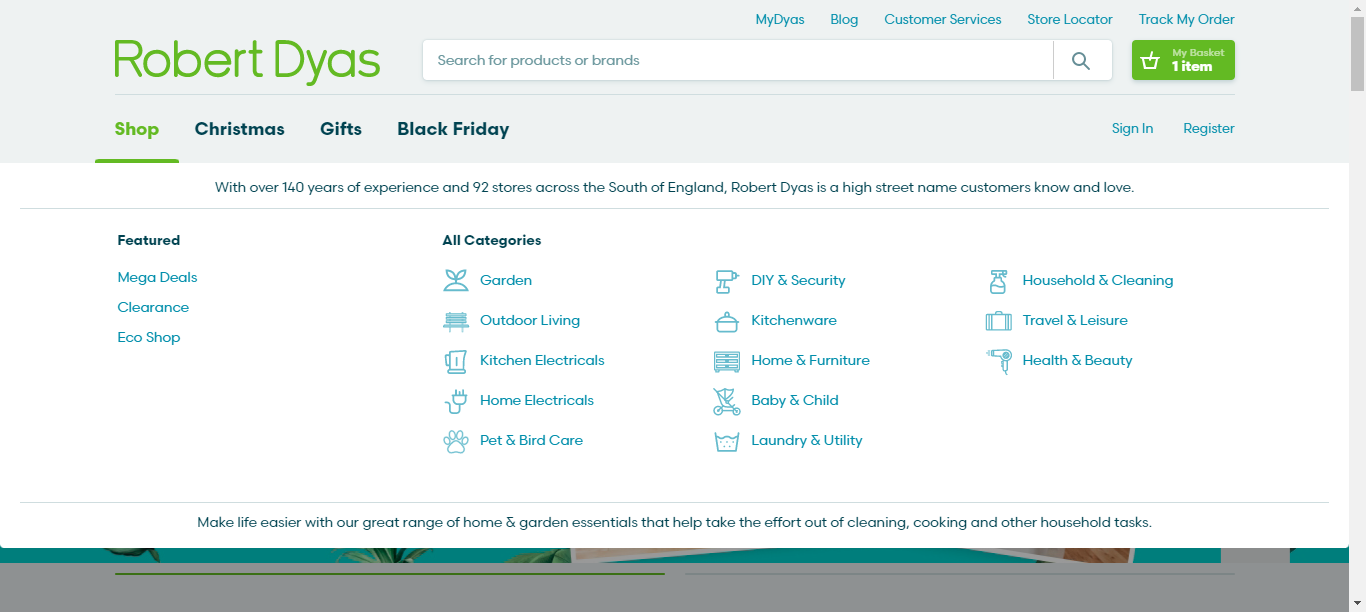 MyDyas Blog Customer Services Store Locator Track My Order
Robert Dyas
Search for products or brands
My Basket
1 item
Shop Christmas Gifts Black Friday Sign In Register
With over 140 years of experience and 92 stores across the South of England, Robert Dyas is a high street name customers know and love.
Featured
Mega Deals
Clearance
Eco Shop
All Categories
Garden
Outdoor Living
Kitchen Electricals
Home Electricals
Pet & Bird Care
DIY & Security
Kitchenware
Home & Furniture
Baby & Child
Laundry & Utility
Household & Cleaning
Travel & Leisure
Health & Beauty
Make life easier with our great range of home & garden essentials that help take the effort out of cleaning, cooking and other household tasks.